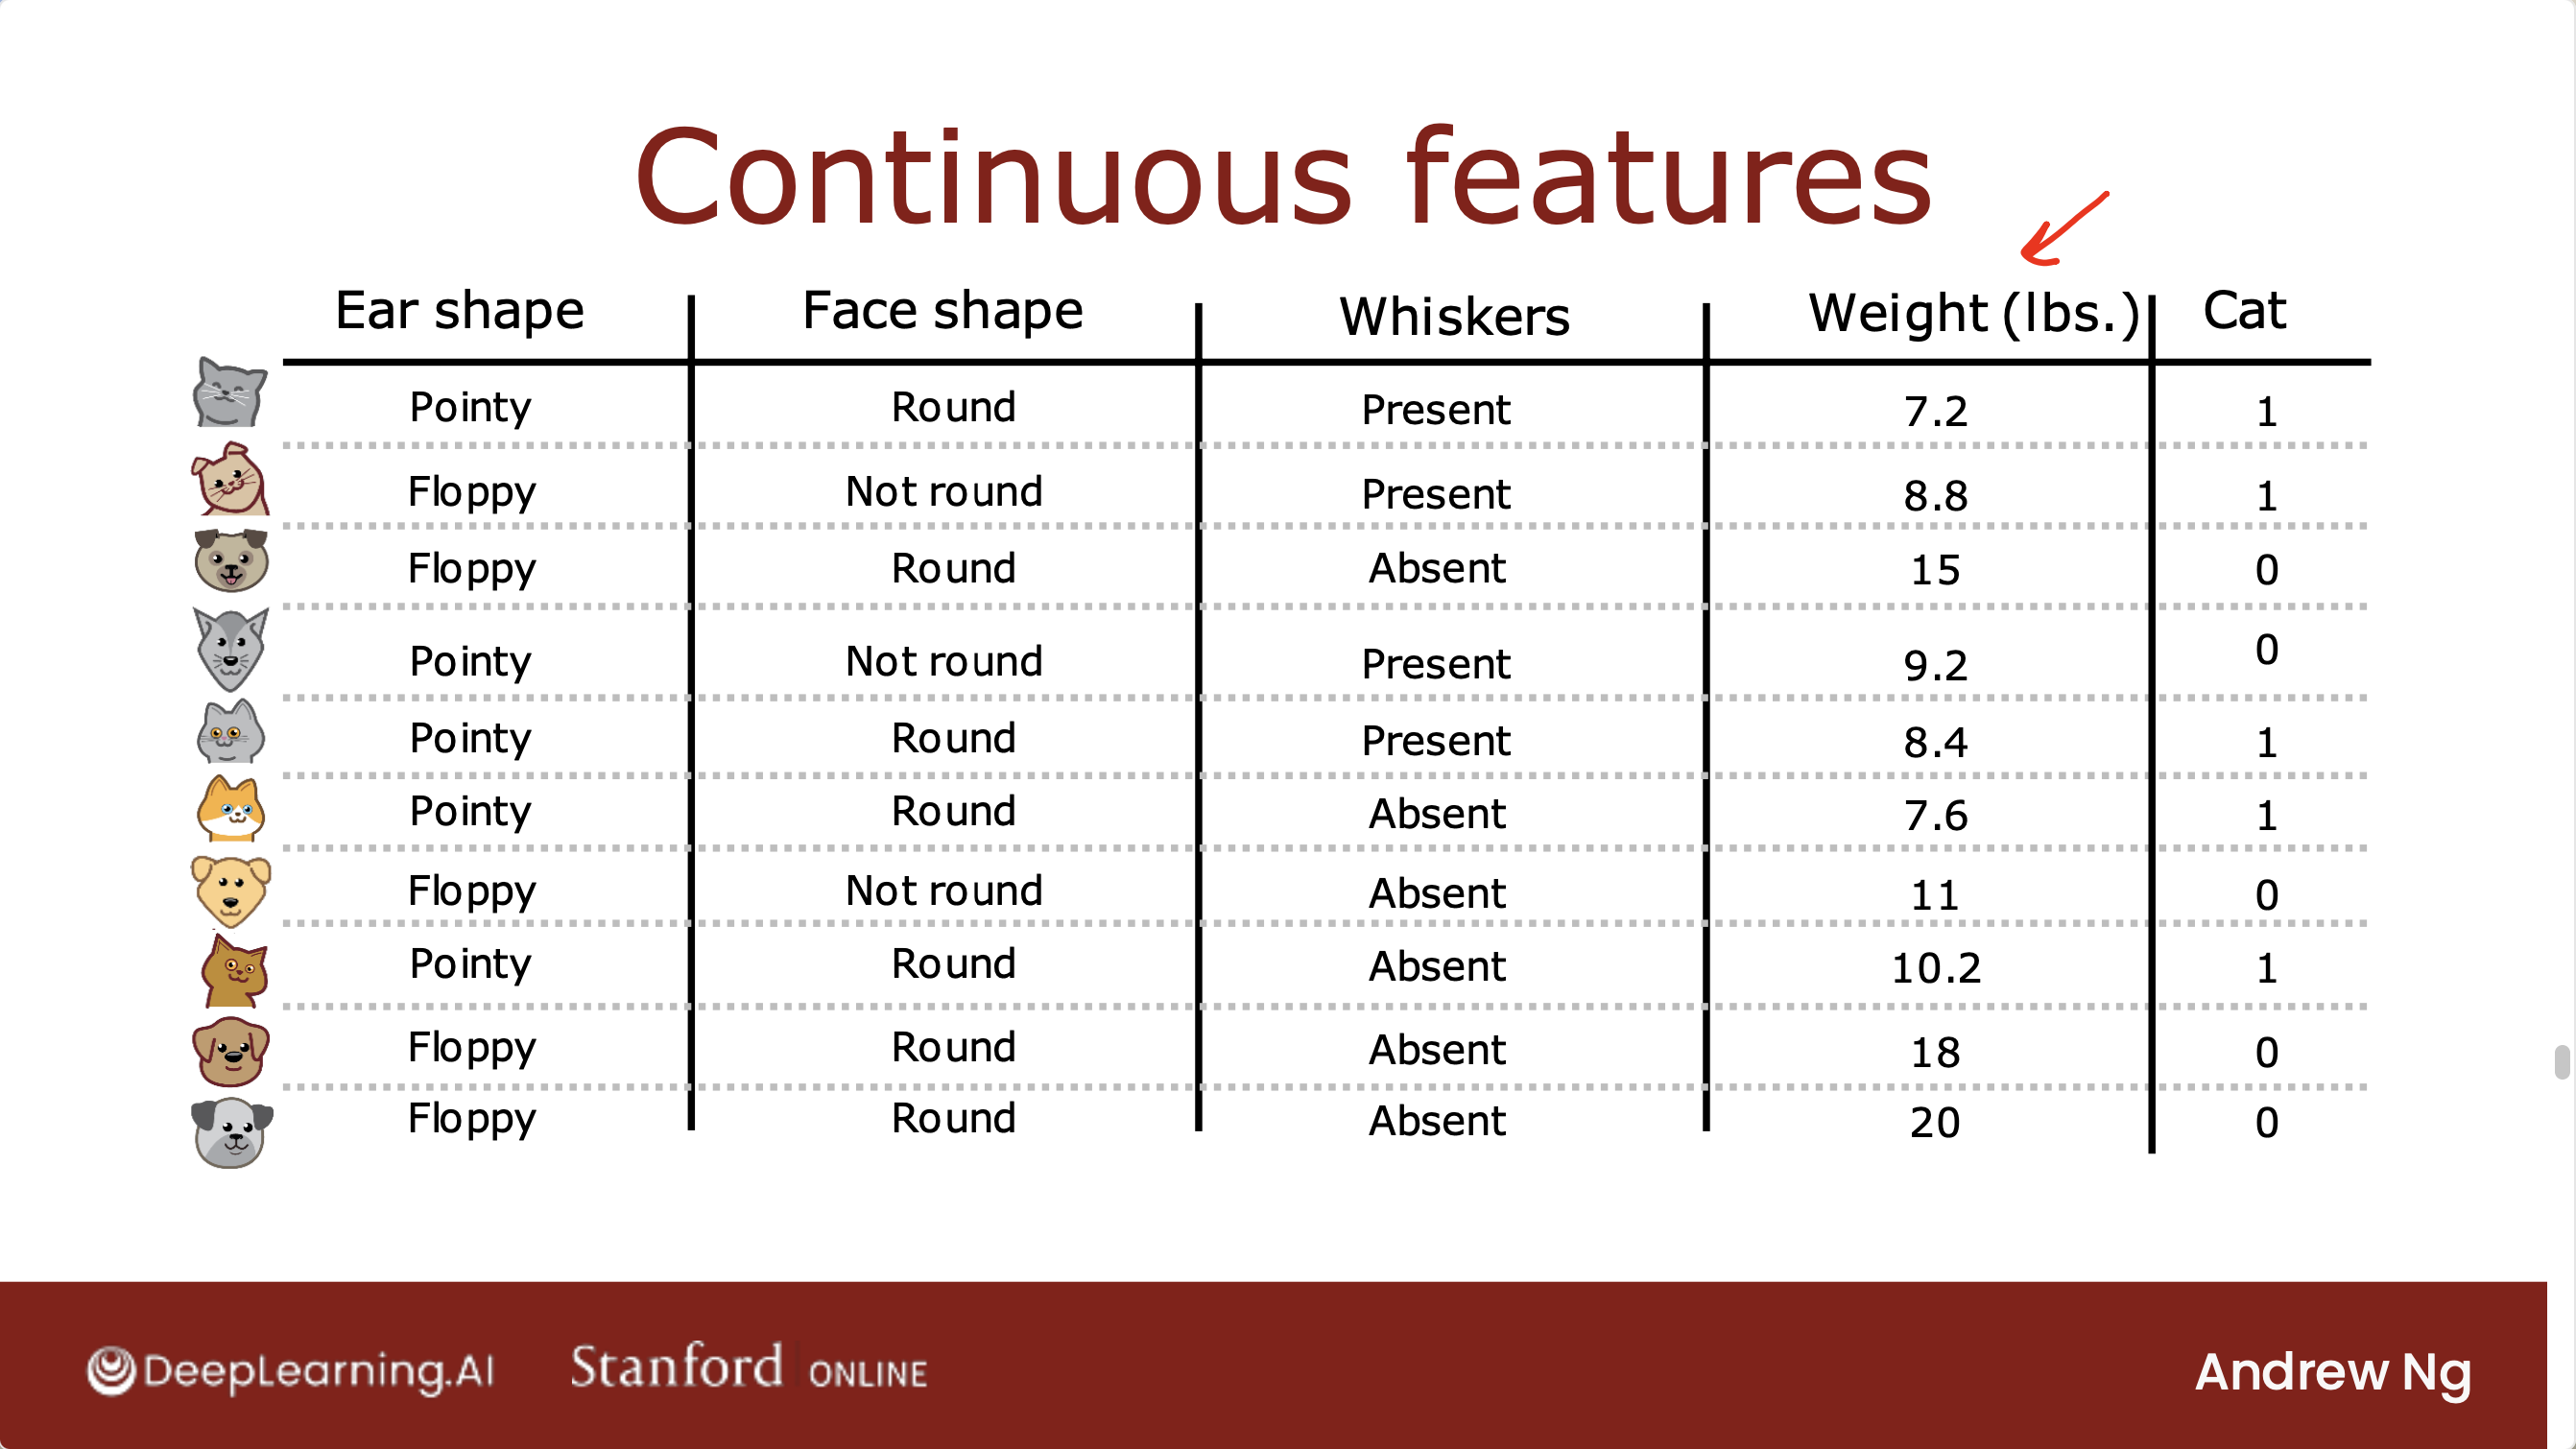 Continuous features
Ear shape Face shape Whiskers Weight (lbs.) Cat
Pointy Round Present 7.2 1
Floppy Not round Present 8.8 1
Floppy Round Absent 15 0
Pointy Not round Present 9.2 0
Pointy Round Present 8.4 1
Pointy Round Absent 7.6 1
Floppy Not round Absent 11 0
Pointy Round Absent 10.2 1
Floppy Round Absent 18 0
Floppy Round Absent 20 0
DeepLearning.AI Stanford ONLINE Andrew Ng